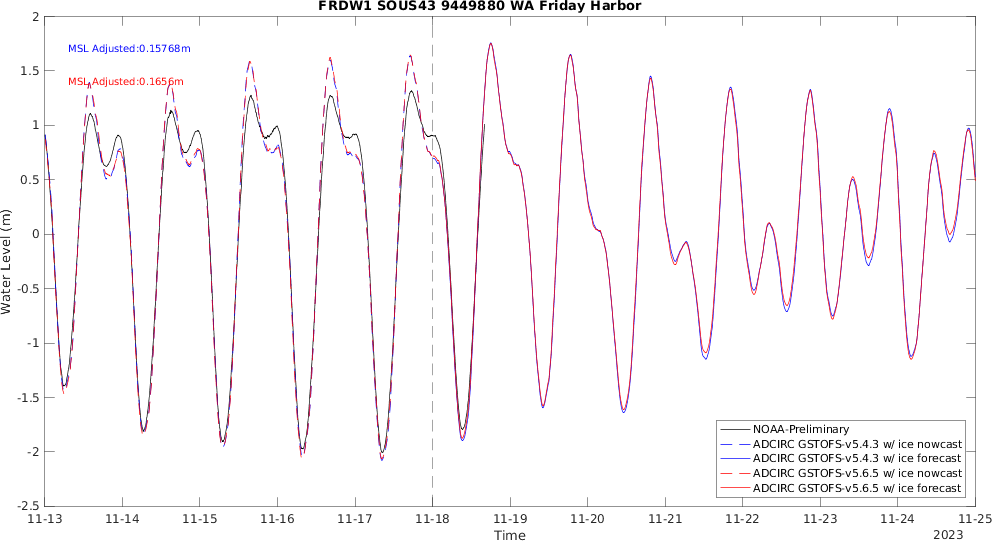 FRDW1 SOUS43 9449880 WA Friday Harbor
MSL Adjusted:0.15768m
MSL Adjusted:0.1656m
2
1.5
1
0.5
0
-0.5
-1
-1.5
-2
-2.5
Water Level (m)
NOAA-Preliminary
ADCIRC GSTOFS-v5.4.3 w/ ice nowcast
ADCIRC GSTOFS-v5.4.3 w/ ice forecast
ADCIRC GSTOFS-v5.6.5 w/ ice nowcast
ADCIRC GSTOFS-v5.6.5 w/ ice forecast
11-13 11-14 11-15 11-16 11-17 11-18 11-19 11-20 11-21 11-22 11-23 11-24 11-25
Time
2023